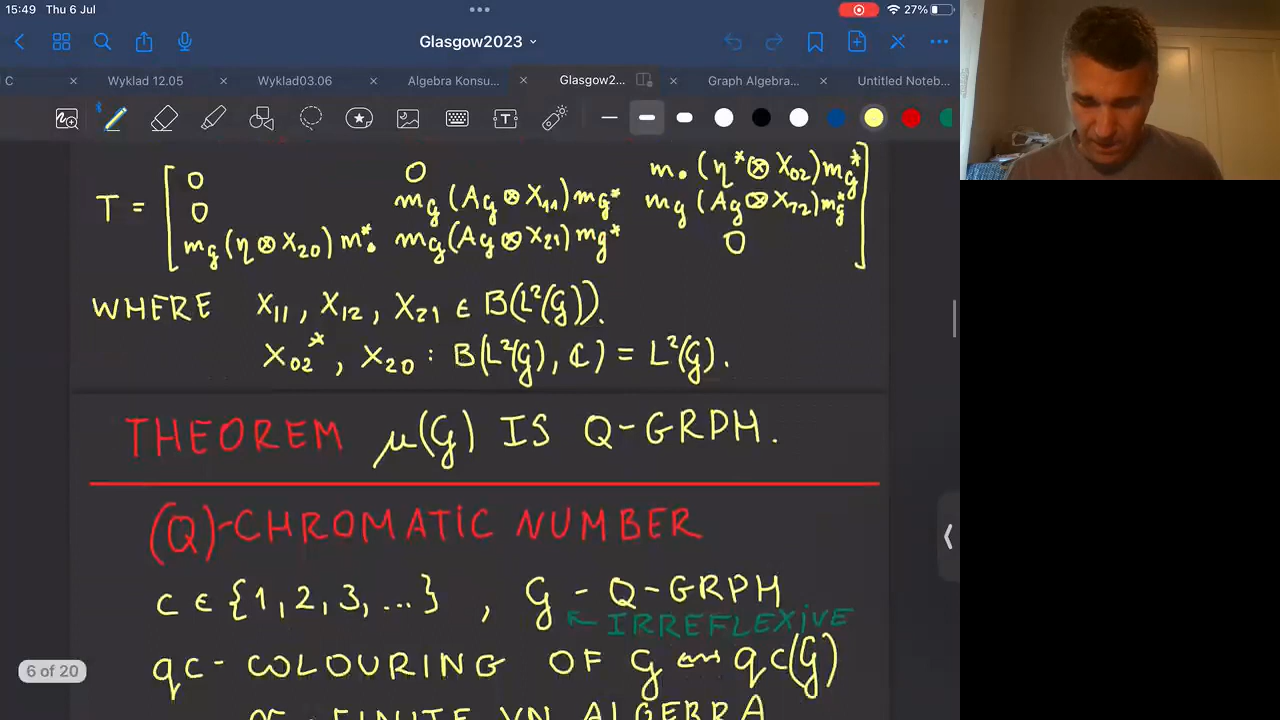 15:49 Thu 6 Jul
27%
Glasgow2023
C
Wyklad 12.05
Wyklad03.06
Algebra Konsu...
Glasgow2...
Graph Algebra...
Untitled Noteb...
T = [ 0 0 m•(η*⊗X₀₂)m_G*
0 m_G(A_G⊗X₁₁)m_G* m_G(A_G⊗X₁₂)m_G*
m_G(η⊗X₂₀)m•* m_G(A_G⊗X₂₁)m_G* 0 ]
WHERE X₁₁, X₁₂, X₂₁ ∈ B(L²(G)).
X₀₂*, X₂₀ : B(L²(G), ℂ) = L²(G).
THEOREM μ(G) IS Q-GRPH.
(Q)-CHROMATIC NUMBER
c ∈ {1, 2, 3, ...} , G - Q-GRPH
← IRREFLEXIVE
qc - COLOURING OF G ↭ qc(G)
FINITE VN ALGEBRA
6 of 20